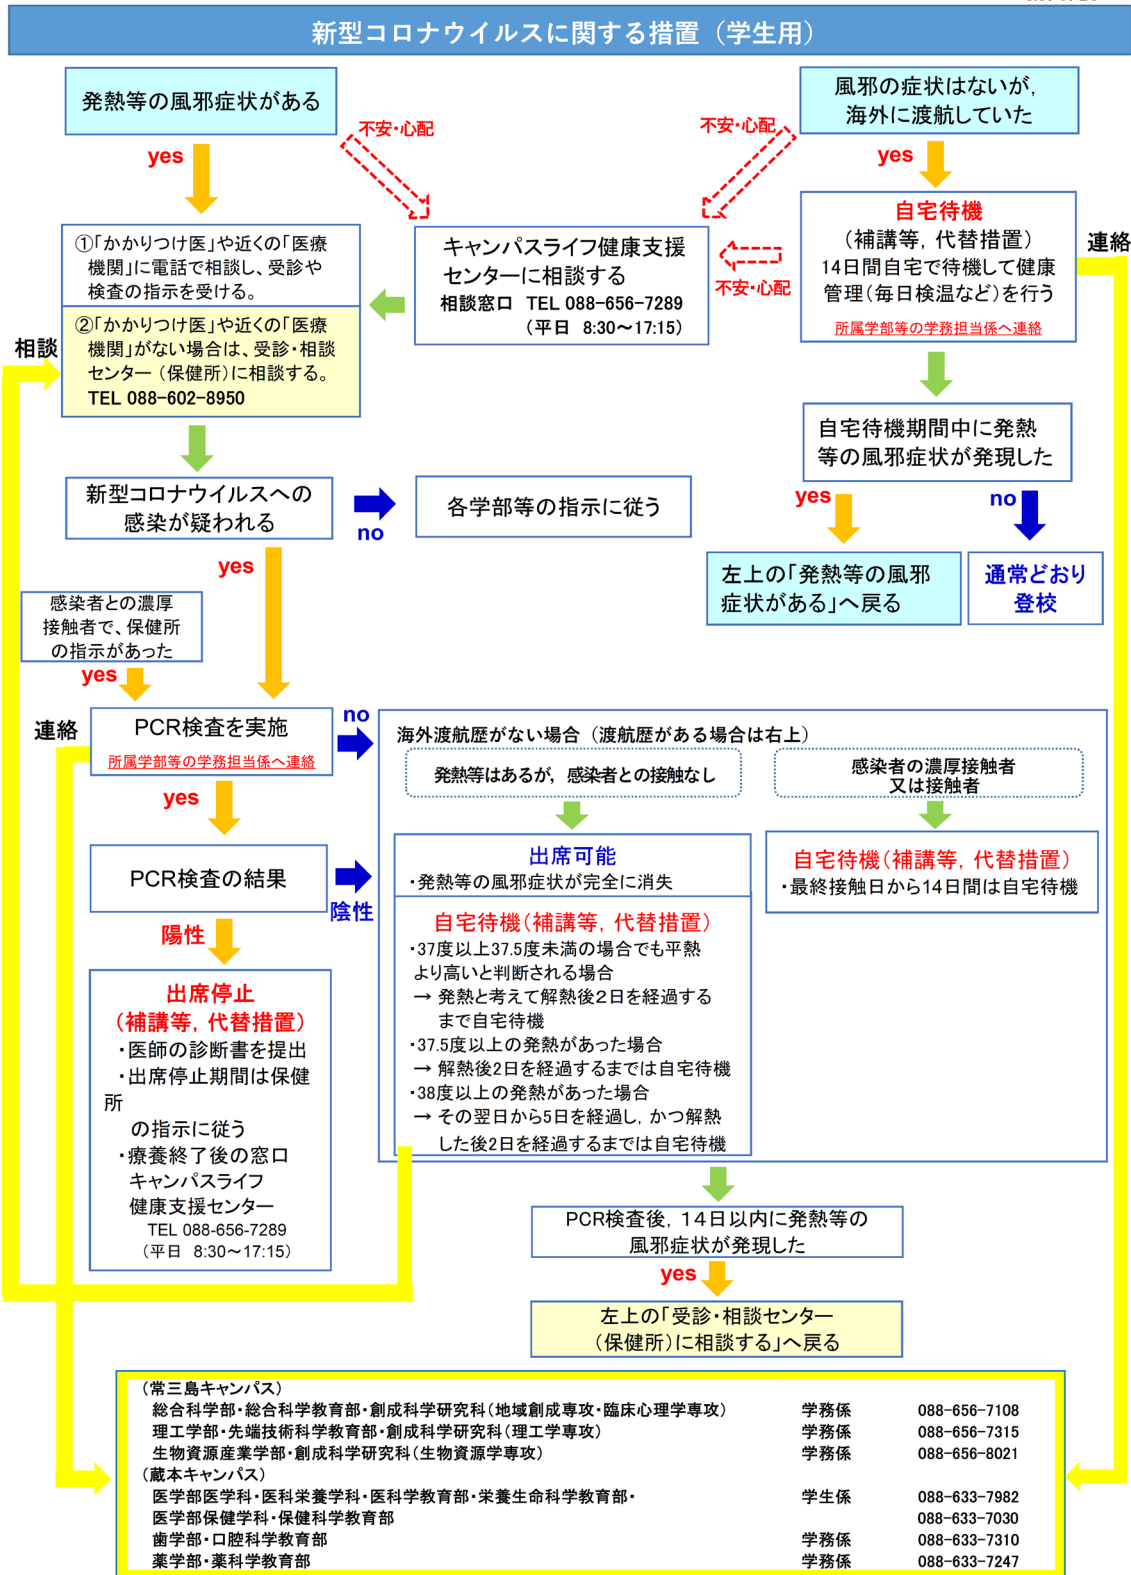 新型コロナウイルスに関する措置（学生用）
発熱等の風邪症状がある
風邪の症状はないが，
海外に渡航していた
不安・心配
不安・心配
yes
yes
①「かかりつけ医」や近くの「医療
機関」に電話で相談し、受診や
検査の指示を受ける。
②「かかりつけ医」や近くの「医療
機関」がない場合は、受診・相談
センター（保健所）に相談する。
TEL 088-602-8950
相談
キャンパスライフ健康支援
センターに相談する
相談窓口 TEL 088-656-7289
（平日 8:30～17:15）
不安・心配
自宅待機
（補講等，代替措置）
14日間自宅で待機して健康
管理（毎日検温など）を行う
所属学部等の学務担当係へ連絡
連絡
自宅待機期間中に発熱
等の風邪症状が発現した
yes
no
左上の「発熱等の風邪
症状がある」へ戻る
通常どおり
登校
新型コロナウイルスへの
感染が疑われる
no
各学部等の指示に従う
yes
感染者との濃厚
接触者で、保健所
の指示があった
yes
連絡
PCR検査を実施
所属学部等の学務担当係へ連絡
no
yes
PCR検査の結果
陰性
陽性
出席停止
（補講等，代替措置）
・医師の診断書を提出
・出席停止期間は保健
所
の指示に従う
・療養終了後の窓口
キャンパスライフ
健康支援センター
TEL 088-656-7289
（平日 8:30～17:15）
海外渡航歴がない場合（渡航歴がある場合は右上）
発熱等はあるが，感染者との接触なし
感染者の濃厚接触者
又は接触者
出席可能
・発熱等の風邪症状が完全に消失
自宅待機（補講等，代替措置）
・37度以上37.5度未満の場合でも平熱
より高いと判断される場合
→ 発熱と考えて解熱後2日を経過する
まで自宅待機
・37.5度以上の発熱があった場合
→ 解熱後2日を経過するまでは自宅待機
・38度以上の発熱があった場合
→ その翌日から5日を経過し，かつ解熱
した後2日を経過するまでは自宅待機
自宅待機（補講等，代替措置）
・最終接触日から14日間は自宅待機
PCR検査後，14日以内に発熱等の
風邪症状が発現した
yes
左上の「受診・相談センター
（保健所）に相談する」へ戻る
（常三島キャンパス）
総合科学部・総合科学教育部・創成科学研究科（地域創成専攻・臨床心理学専攻） 学務係 088-656-7108
理工学部・先端技術科学教育部・創成科学研究科（理工学専攻） 学務係 088-656-7315
生物資源産業学部・創成科学研究科（生物資源学専攻） 学務係 088-656-8021
（蔵本キャンパス）
医学部医学科・医科栄養学科・医科学教育部・栄養生命科学教育部・ 学生係 088-633-7982
医学部保健学科・保健科学教育部 088-633-7030
歯学部・口腔科学教育部 学務係 088-633-7310
薬学部・薬科学教育部 学務係 088-633-7247